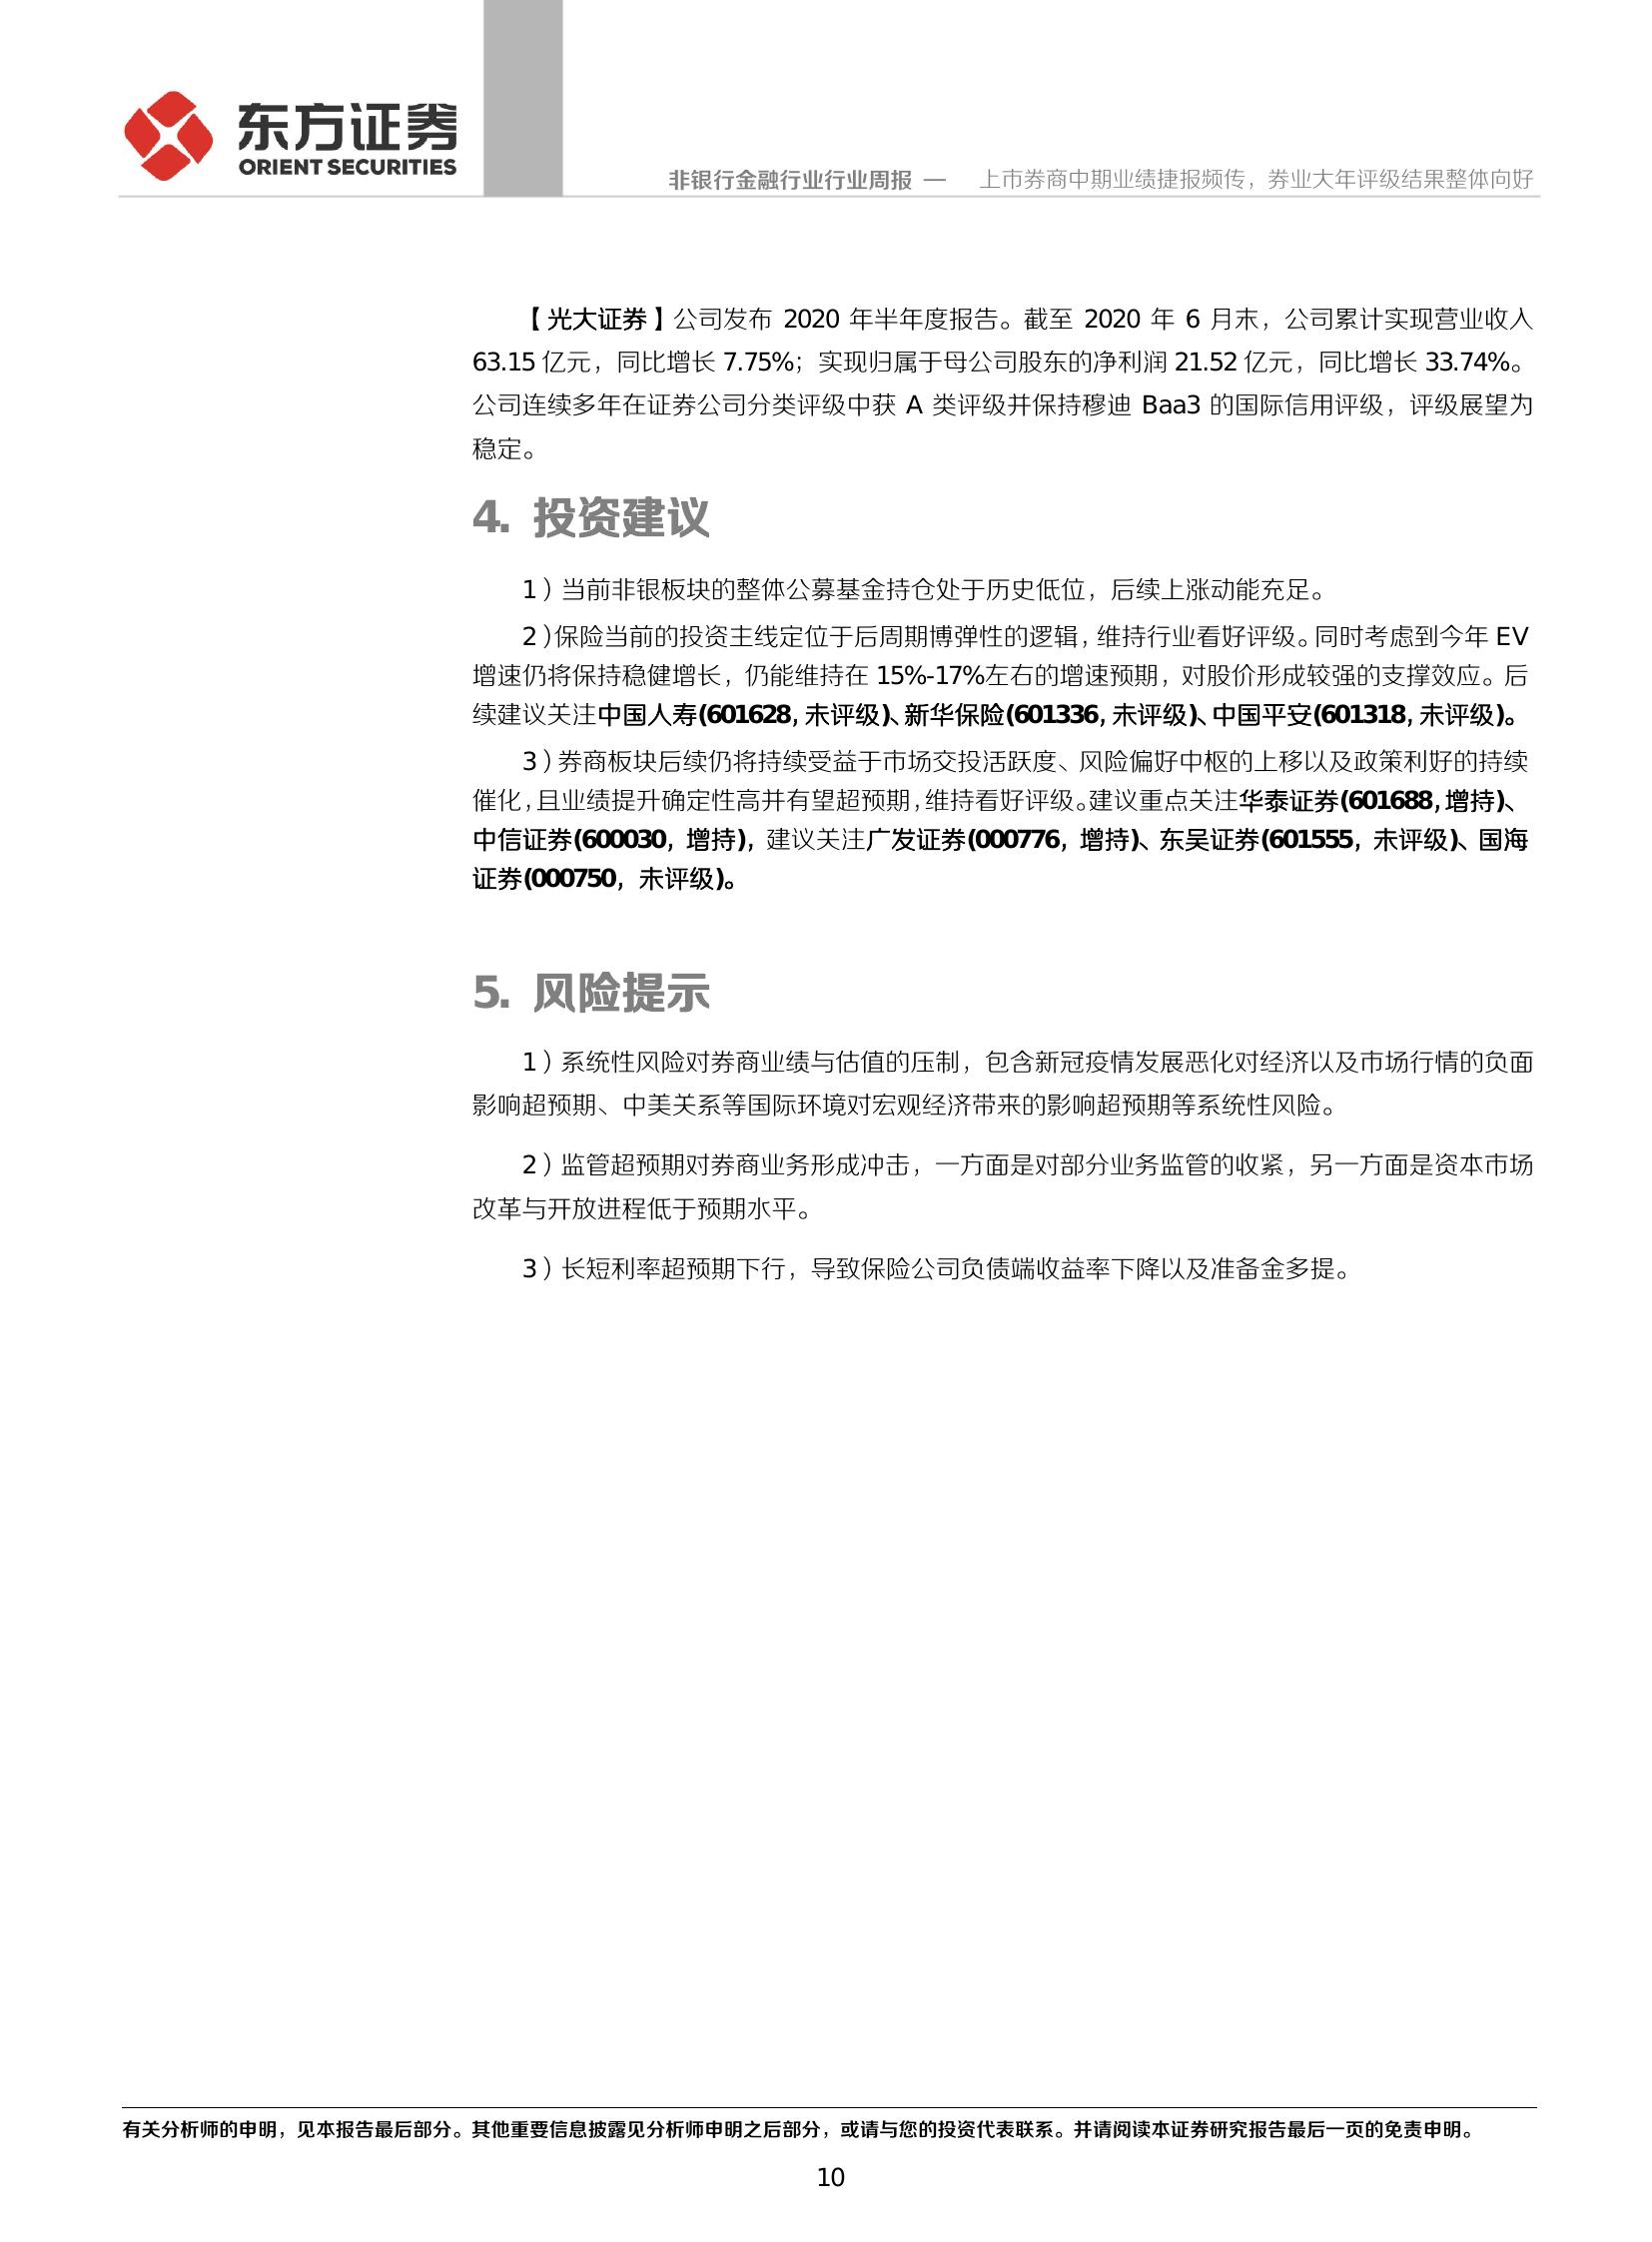 东方证券
ORIENT SECURITIES
非银行金融行业行业周报 — 上市券商中期业绩捷报频传，券业大年评级结果整体向好
【光大证券】公司发布 2020 年半年度报告。截至 2020 年 6 月末，公司累计实现营业收入
63.15 亿元，同比增长 7.75%；实现归属于母公司股东的净利润 21.52 亿元，同比增长 33.74%。
公司连续多年在证券公司分类评级中获 A 类评级并保持穆迪 Baa3 的国际信用评级，评级展望为
稳定。
4. 投资建议
1）当前非银板块的整体公募基金持仓处于历史低位，后续上涨动能充足。
2）保险当前的投资主线定位于后周期博弹性的逻辑，维持行业看好评级。同时考虑到今年 EV
增速仍将保持稳健增长，仍能维持在 15%-17%左右的增速预期，对股价形成较强的支撑效应。后
续建议关注中国人寿(601628，未评级)、新华保险(601336，未评级)、中国平安(601318，未评级)。
3）券商板块后续仍将持续受益于市场交投活跃度、风险偏好中枢的上移以及政策利好的持续
催化，且业绩提升确定性高并有望超预期，维持看好评级。建议重点关注华泰证券(601688，增持)、
中信证券(600030，增持)，建议关注广发证券(000776，增持)、东吴证券(601555，未评级)、国海
证券(000750，未评级)。
5. 风险提示
1）系统性风险对券商业绩与估值的压制，包含新冠疫情发展恶化对经济以及市场行情的负面
影响超预期、中美关系等国际环境对宏观经济带来的影响超预期等系统性风险。
2）监管超预期对券商业务形成冲击，一方面是对部分业务监管的收紧，另一方面是资本市场
改革与开放进程低于预期水平。
3）长短利率超预期下行，导致保险公司负债端收益率下降以及准备金多提。
有关分析师的申明，见本报告最后部分。其他重要信息披露见分析师申明之后部分，或请与您的投资代表联系。并请阅读本证券研究报告最后一页的免责申明。
10